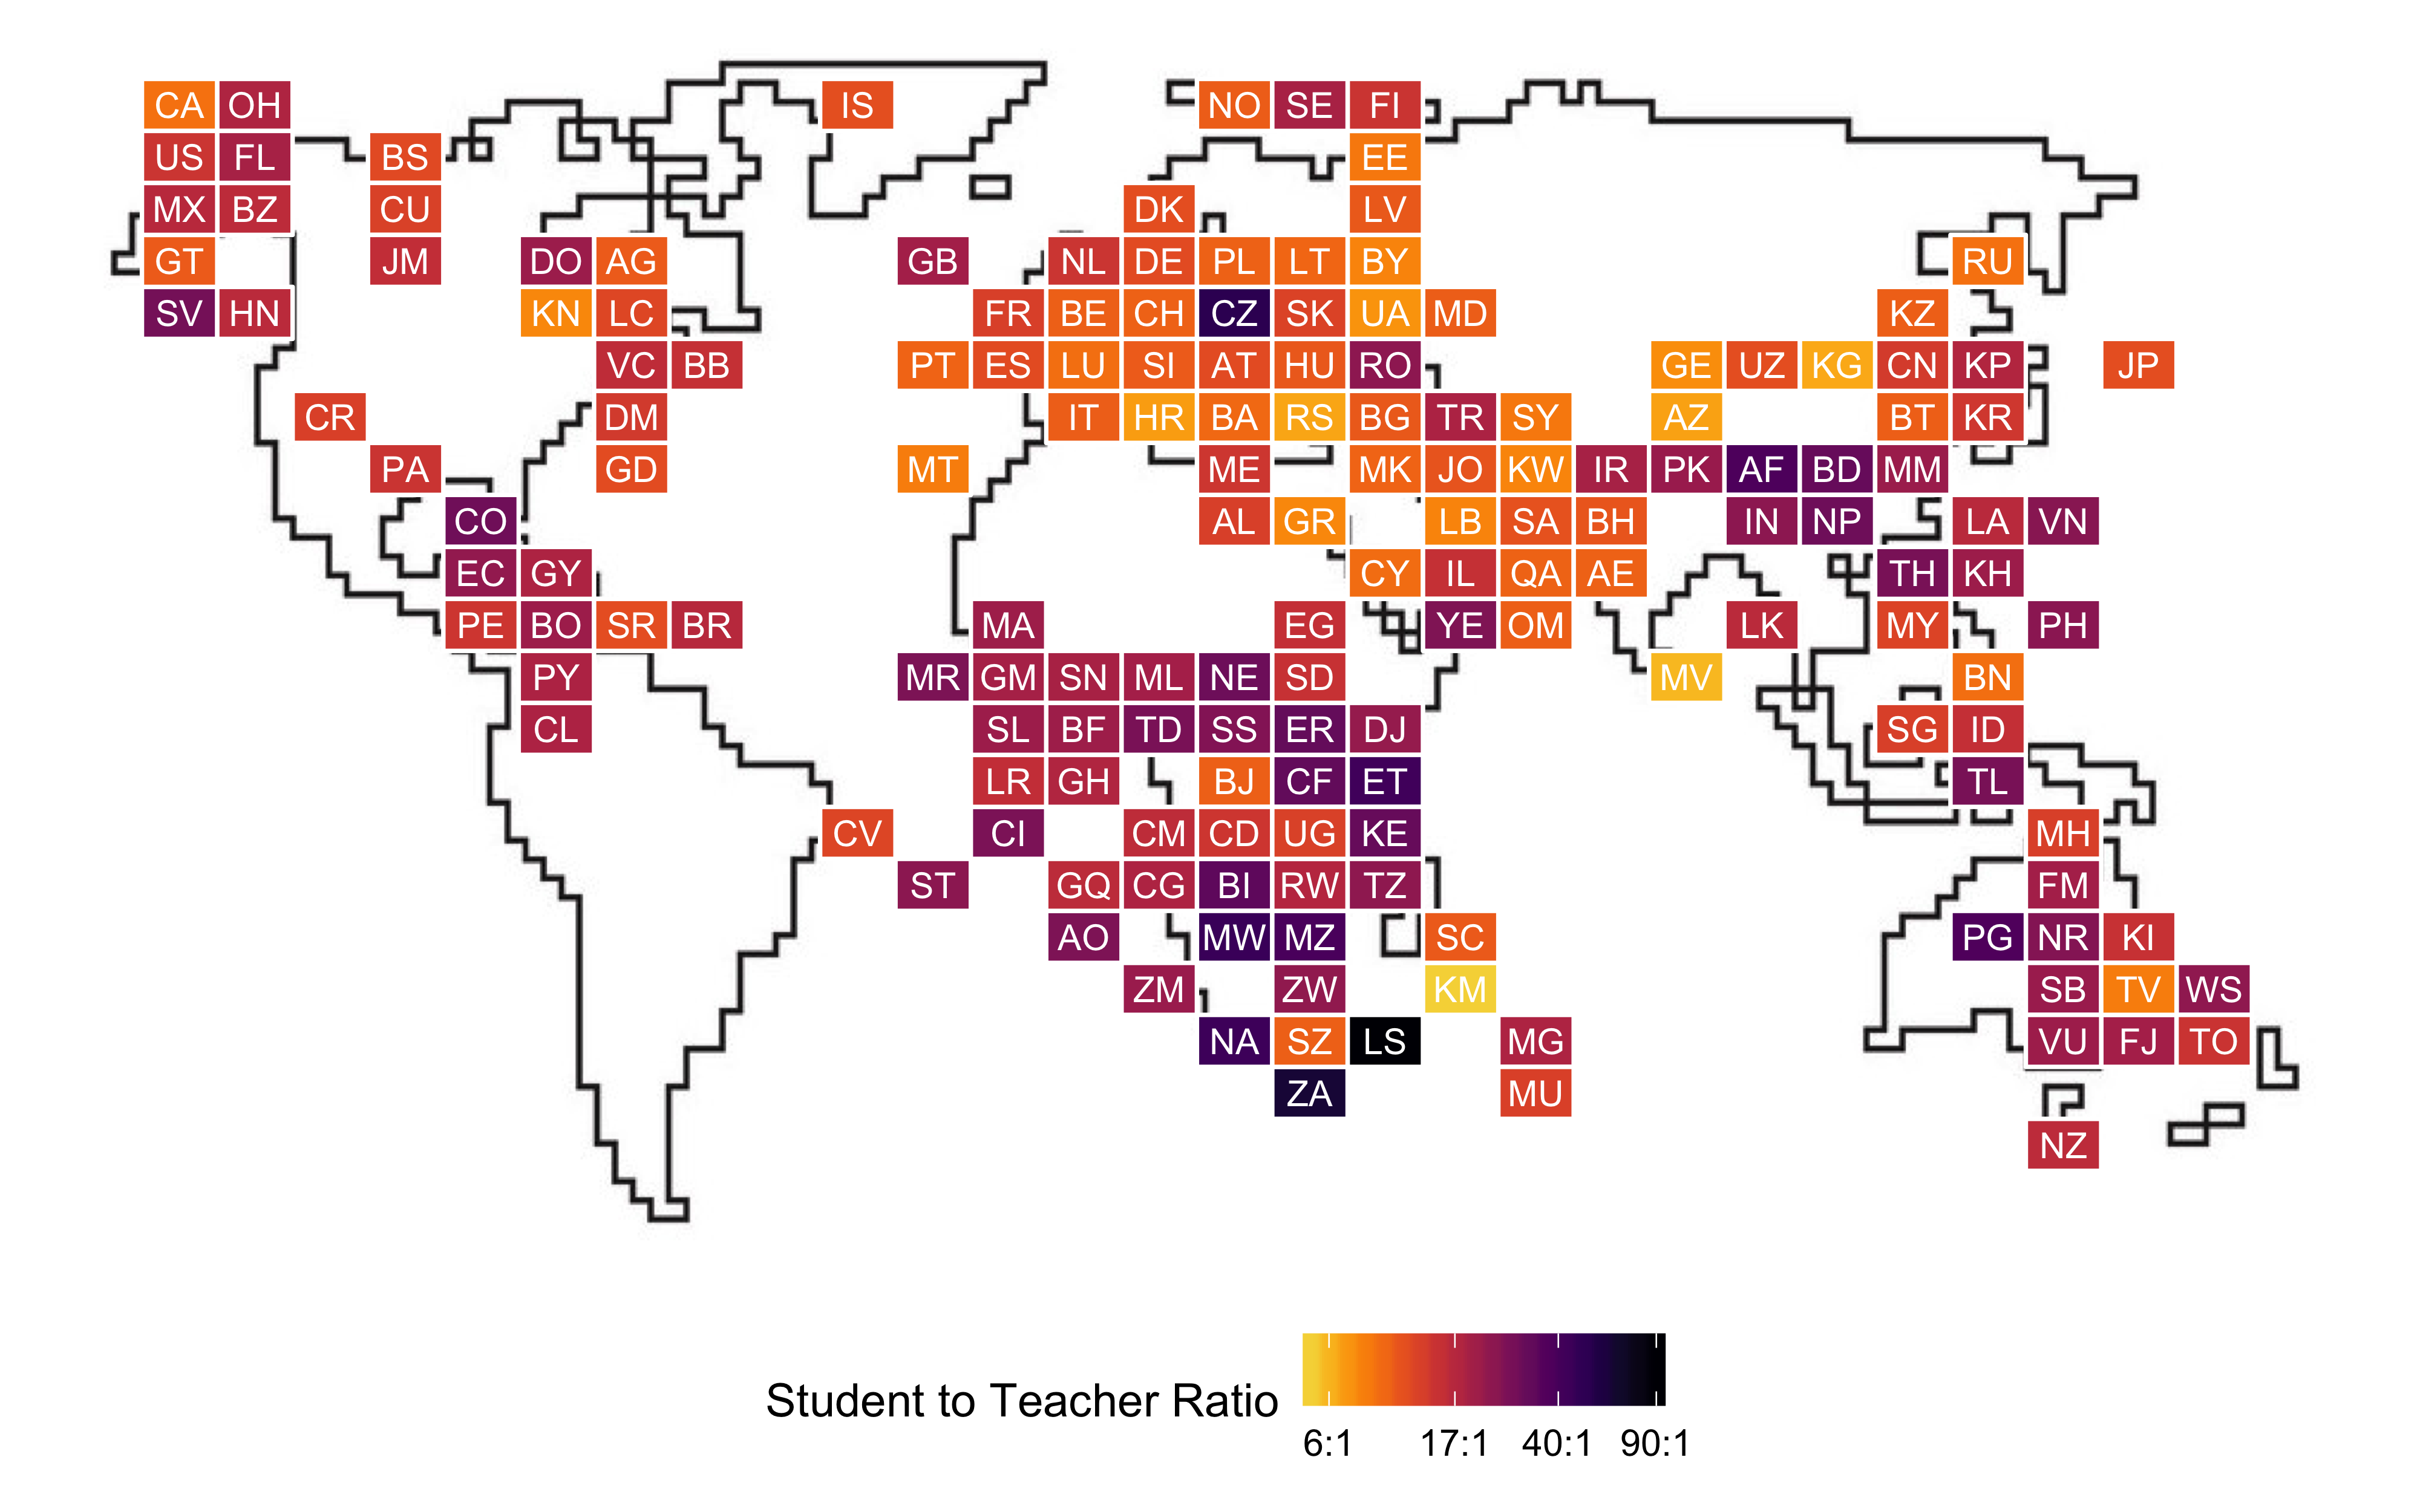 CA OH IS NO SE FI
US FL BS EE
MX BZ CU DK LV
GT JM DO AG GB NL DE PL LT BY RU
SV HN KN LC FR BE CH CZ SK UA MD KZ
VC BB PT ES LU SI AT HU RO GE UZ KG CN KP JP
CR DM IT HR BA RS BG TR SY AZ BT KR
PA GD MT ME MK JO KW IR PK AF BD MM
CO AL GR LB SA BH IN NP LA VN
EC GY CY IL QA AE TH KH
PE BO SR BR MA EG YE OM LK MY PH
PY MR GM SN ML NE SD MV BN
CL SL BF TD SS ER DJ SG ID
LR GH BJ CF ET TL
CV CI CM CD UG KE MH
ST GQ CG BI RW TZ FM
AO MW MZ SC PG NR KI
ZM ZW KM SB TV WS
NA SZ LS MG VU FJ TO
ZA MU
NZ
Student to Teacher Ratio
6:1 17:1 40:1 90:1